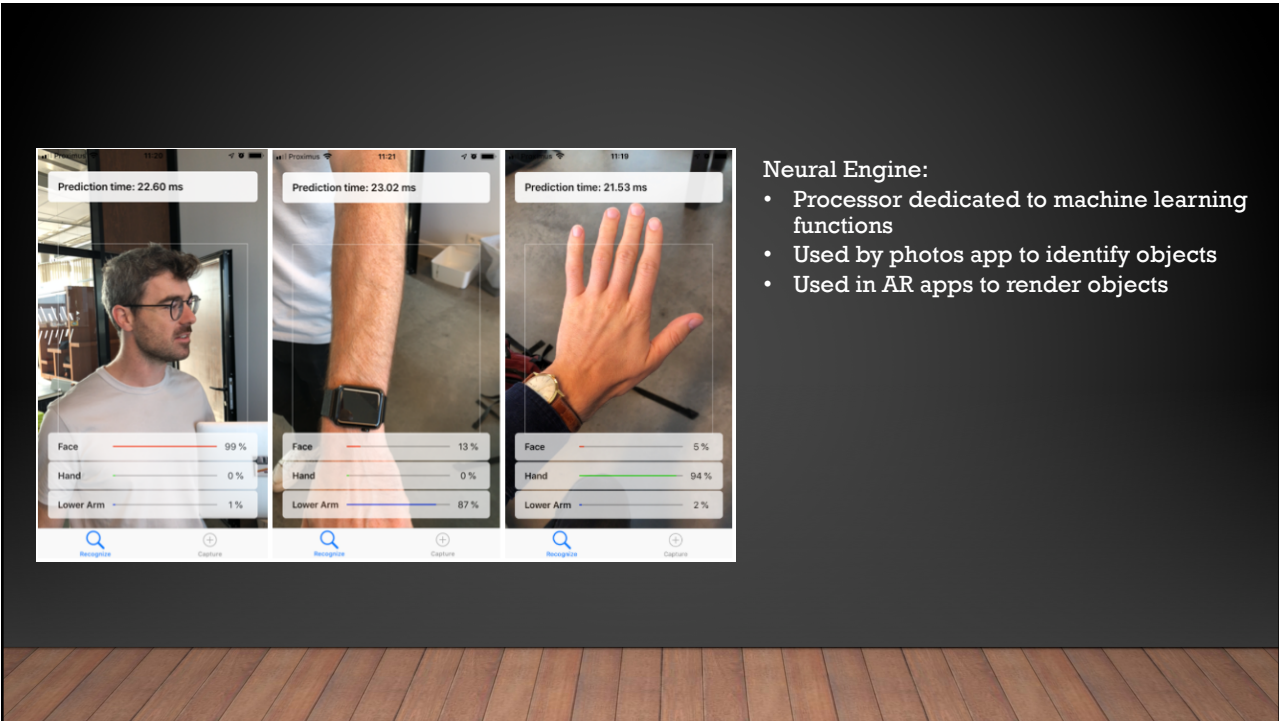 Proximus 11:20
Prediction time: 22.60 ms
Face 99 %
Hand 0 %
Lower Arm 1 %
Recognize Capture
Proximus 11:21
Prediction time: 23.02 ms
Face 13 %
Hand 0 %
Lower Arm 87 %
Recognize Capture
11:19
Prediction time: 21.53 ms
Face 5 %
Hand 94 %
Lower Arm 2 %
Recognize Capture
Neural Engine:
• Processor dedicated to machine learning
functions
• Used by photos app to identify objects
• Used in AR apps to render objects